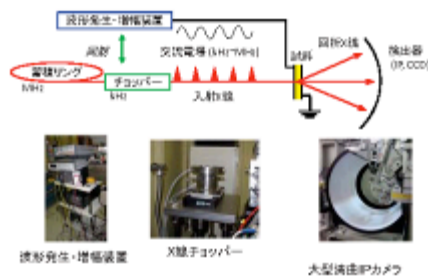 波形発生・増幅装置
同期
交流電場(kHz~MHz)
試料
回折X線
検出器
(IP, CCD)
蓄積リング
MHz
チョッパー
kHz
入射X線
波形発生・増幅装置
X線チョッパー
大型湾曲IPカメラ